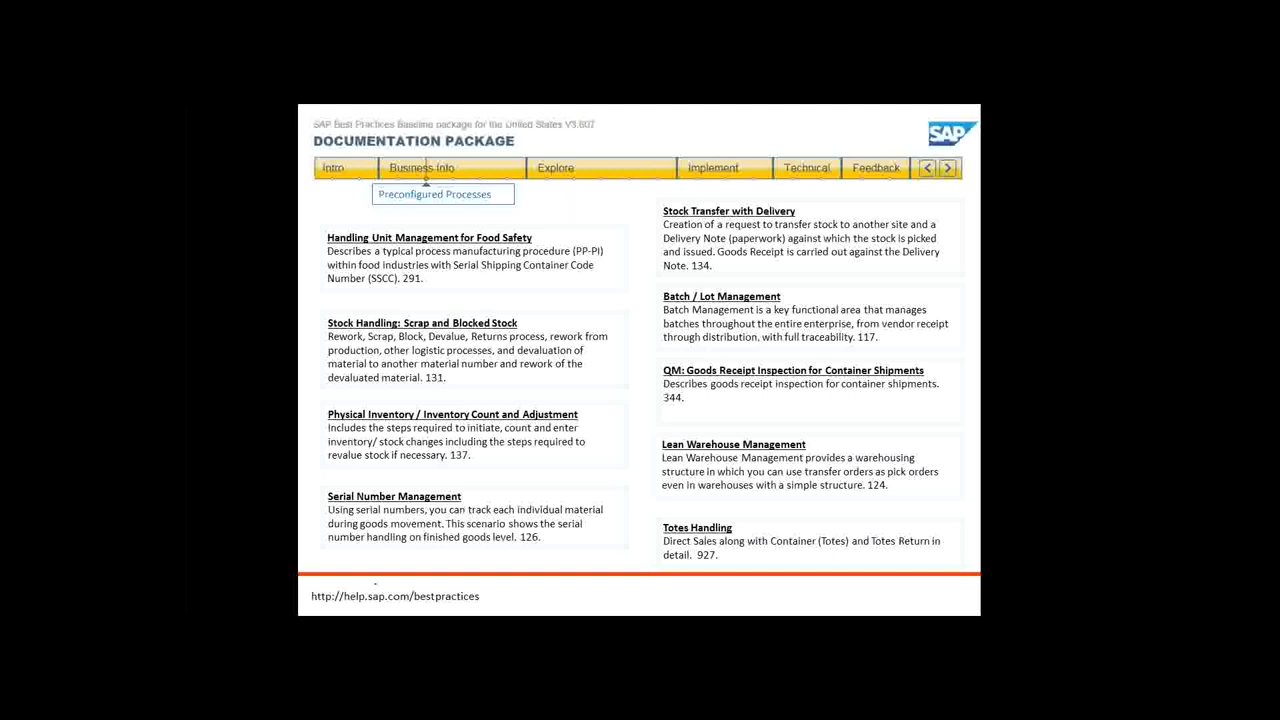 SAP Best Practices Baseline package for the United States V3.607
DOCUMENTATION PACKAGE
SAP
Intro
Business Info
Explore
Implement
Technical
Feedback
Preconfigured Processes
Handling Unit Management for Food Safety
Describes a typical process manufacturing procedure (PP-PI)
within food industries with Serial Shipping Container Code
Number (SSCC). 291.
Stock Handling: Scrap and Blocked Stock
Rework, Scrap, Block, Devalue, Returns process, rework from
production, other logistic processes, and devaluation of
material to another material number and rework of the
devaluated material. 131.
Physical Inventory / Inventory Count and Adjustment
Includes the steps required to initiate, count and enter
inventory/ stock changes including the steps required to
revalue stock if necessary. 137.
Serial Number Management
Using serial numbers, you can track each individual material
during goods movement. This scenario shows the serial
number handling on finished goods level. 126.
Stock Transfer with Delivery
Creation of a request to transfer stock to another site and a
Delivery Note (paperwork) against which the stock is picked
and issued. Goods Receipt is carried out against the Delivery
Note. 134.
Batch / Lot Management
Batch Management is a key functional area that manages
batches throughout the entire enterprise, from vendor receipt
through distribution, with full traceability. 117.
QM: Goods Receipt Inspection for Container Shipments
Describes goods receipt inspection for container shipments.
344.
Lean Warehouse Management
Lean Warehouse Management provides a warehousing
structure in which you can use transfer orders as pick orders
even in warehouses with a simple structure. 124.
Totes Handling
Direct Sales along with Container (Totes) and Totes Return in
detail. 927.
http://help.sap.com/bestpractices